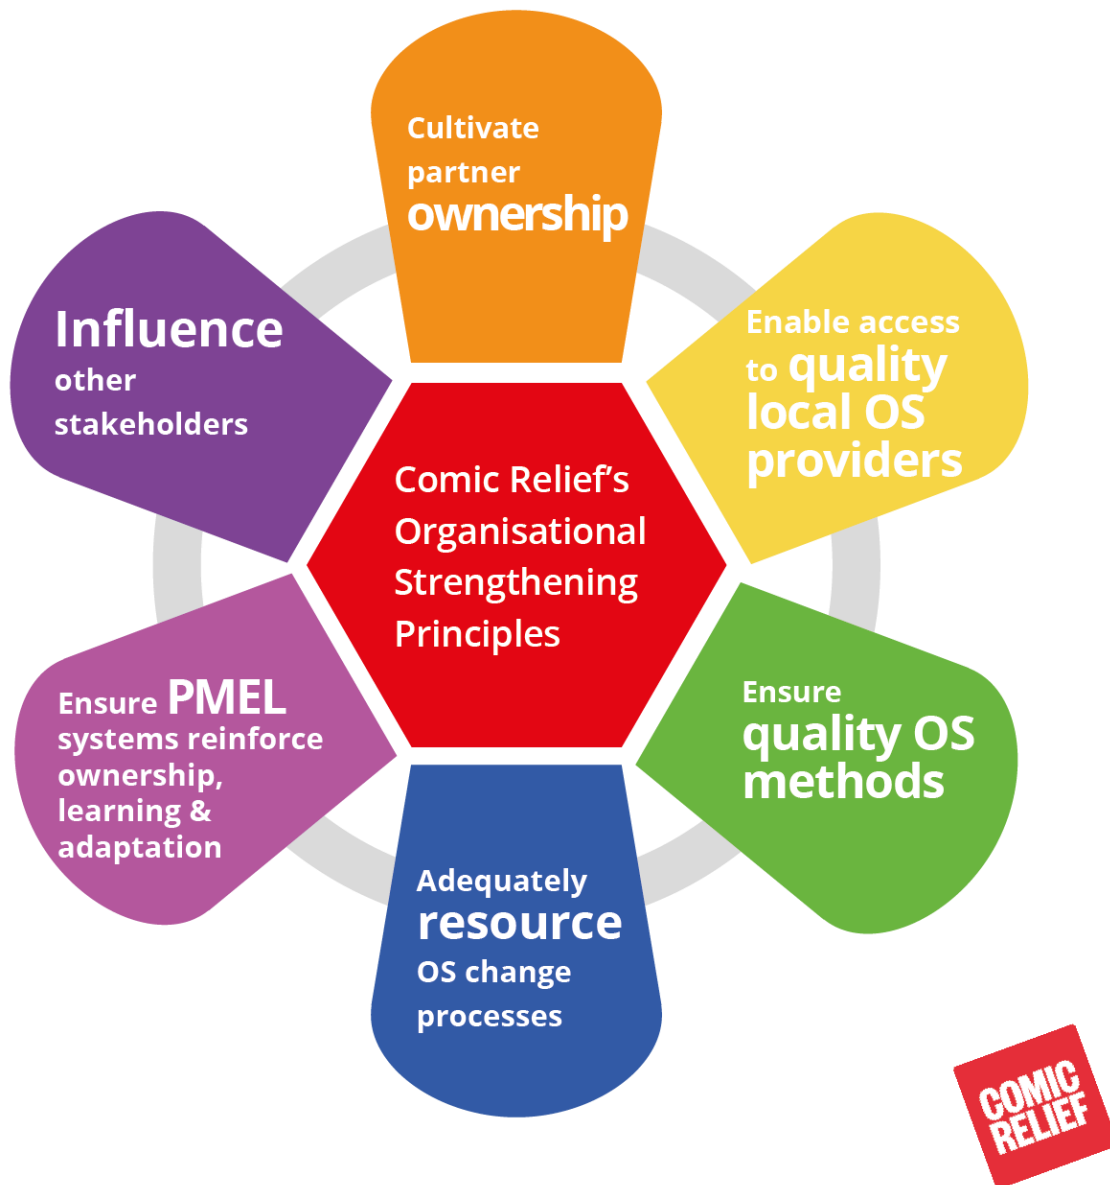 Cultivate
partner
ownership
Enable access
to quality
local OS
providers
Ensure
quality OS
methods
Adequately
resource
OS change
processes
Ensure PMEL
systems reinforce
ownership,
learning &
adaptation
Influence
other
stakeholders
Comic Relief’s
Organisational
Strengthening
Principles
COMIC
RELIEF